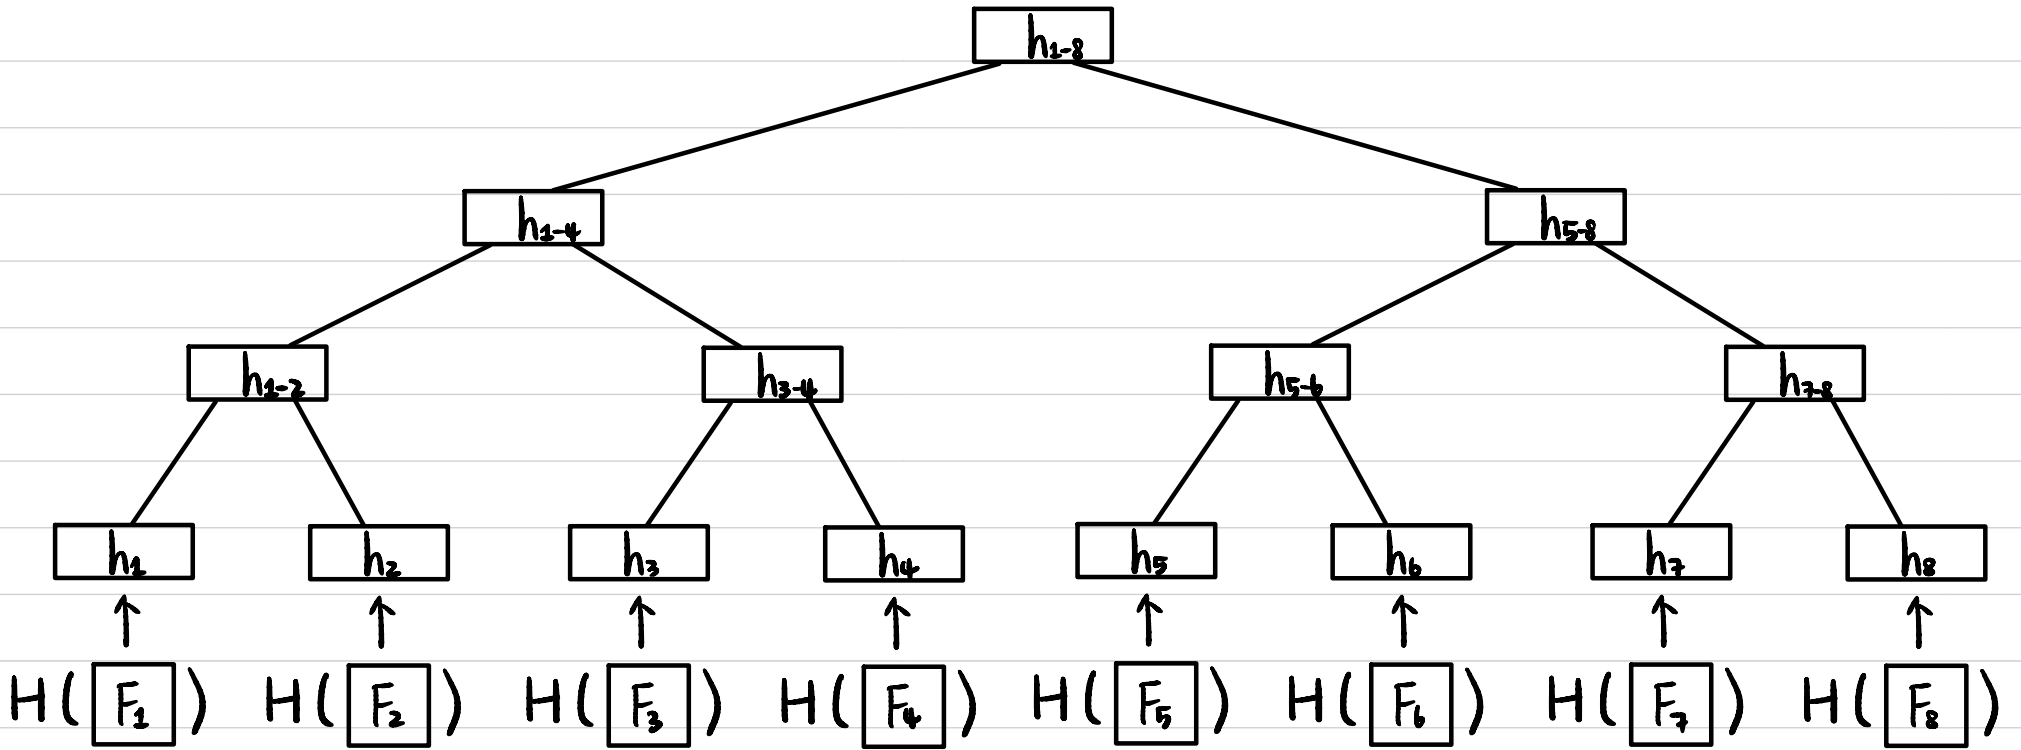 h₁₋₈
h₁₋₄ h₅₋₈
h₁₋₂ h₃₋₄ h₅₋₆ h₇₋₈
h₁ h₂ h₃ h₄ h₅ h₆ h₇ h₈
H(F₁) H(F₂) H(F₃) H(F₄) H(F₅) H(F₆) H(F₇) H(F₈)